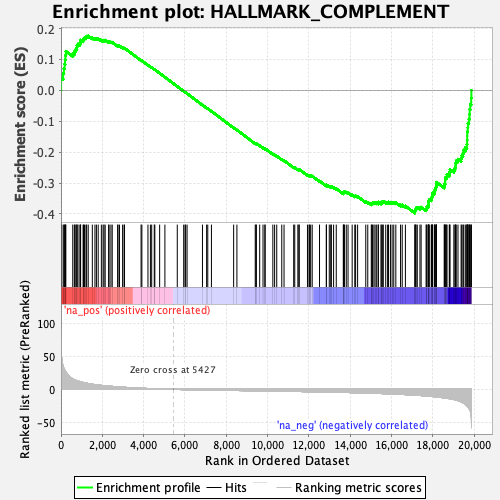 Enrichment plot: HALLMARK_COMPLEMENT
Enrichment score (ES)
0.2
0.1
0.0
-0.1
-0.2
-0.3
-0.4
'na_pos' (positively correlated)
Ranked list metric (PreRanked)
100
50
0
-50
Zero cross at 5427
'na_neg' (negatively correlated)
0
2,000
4,000
6,000
8,000
10,000
12,000
14,000
16,000
18,000
20,000
Rank in Ordered Dataset
Enrichment profile
Hits
Ranking metric scores